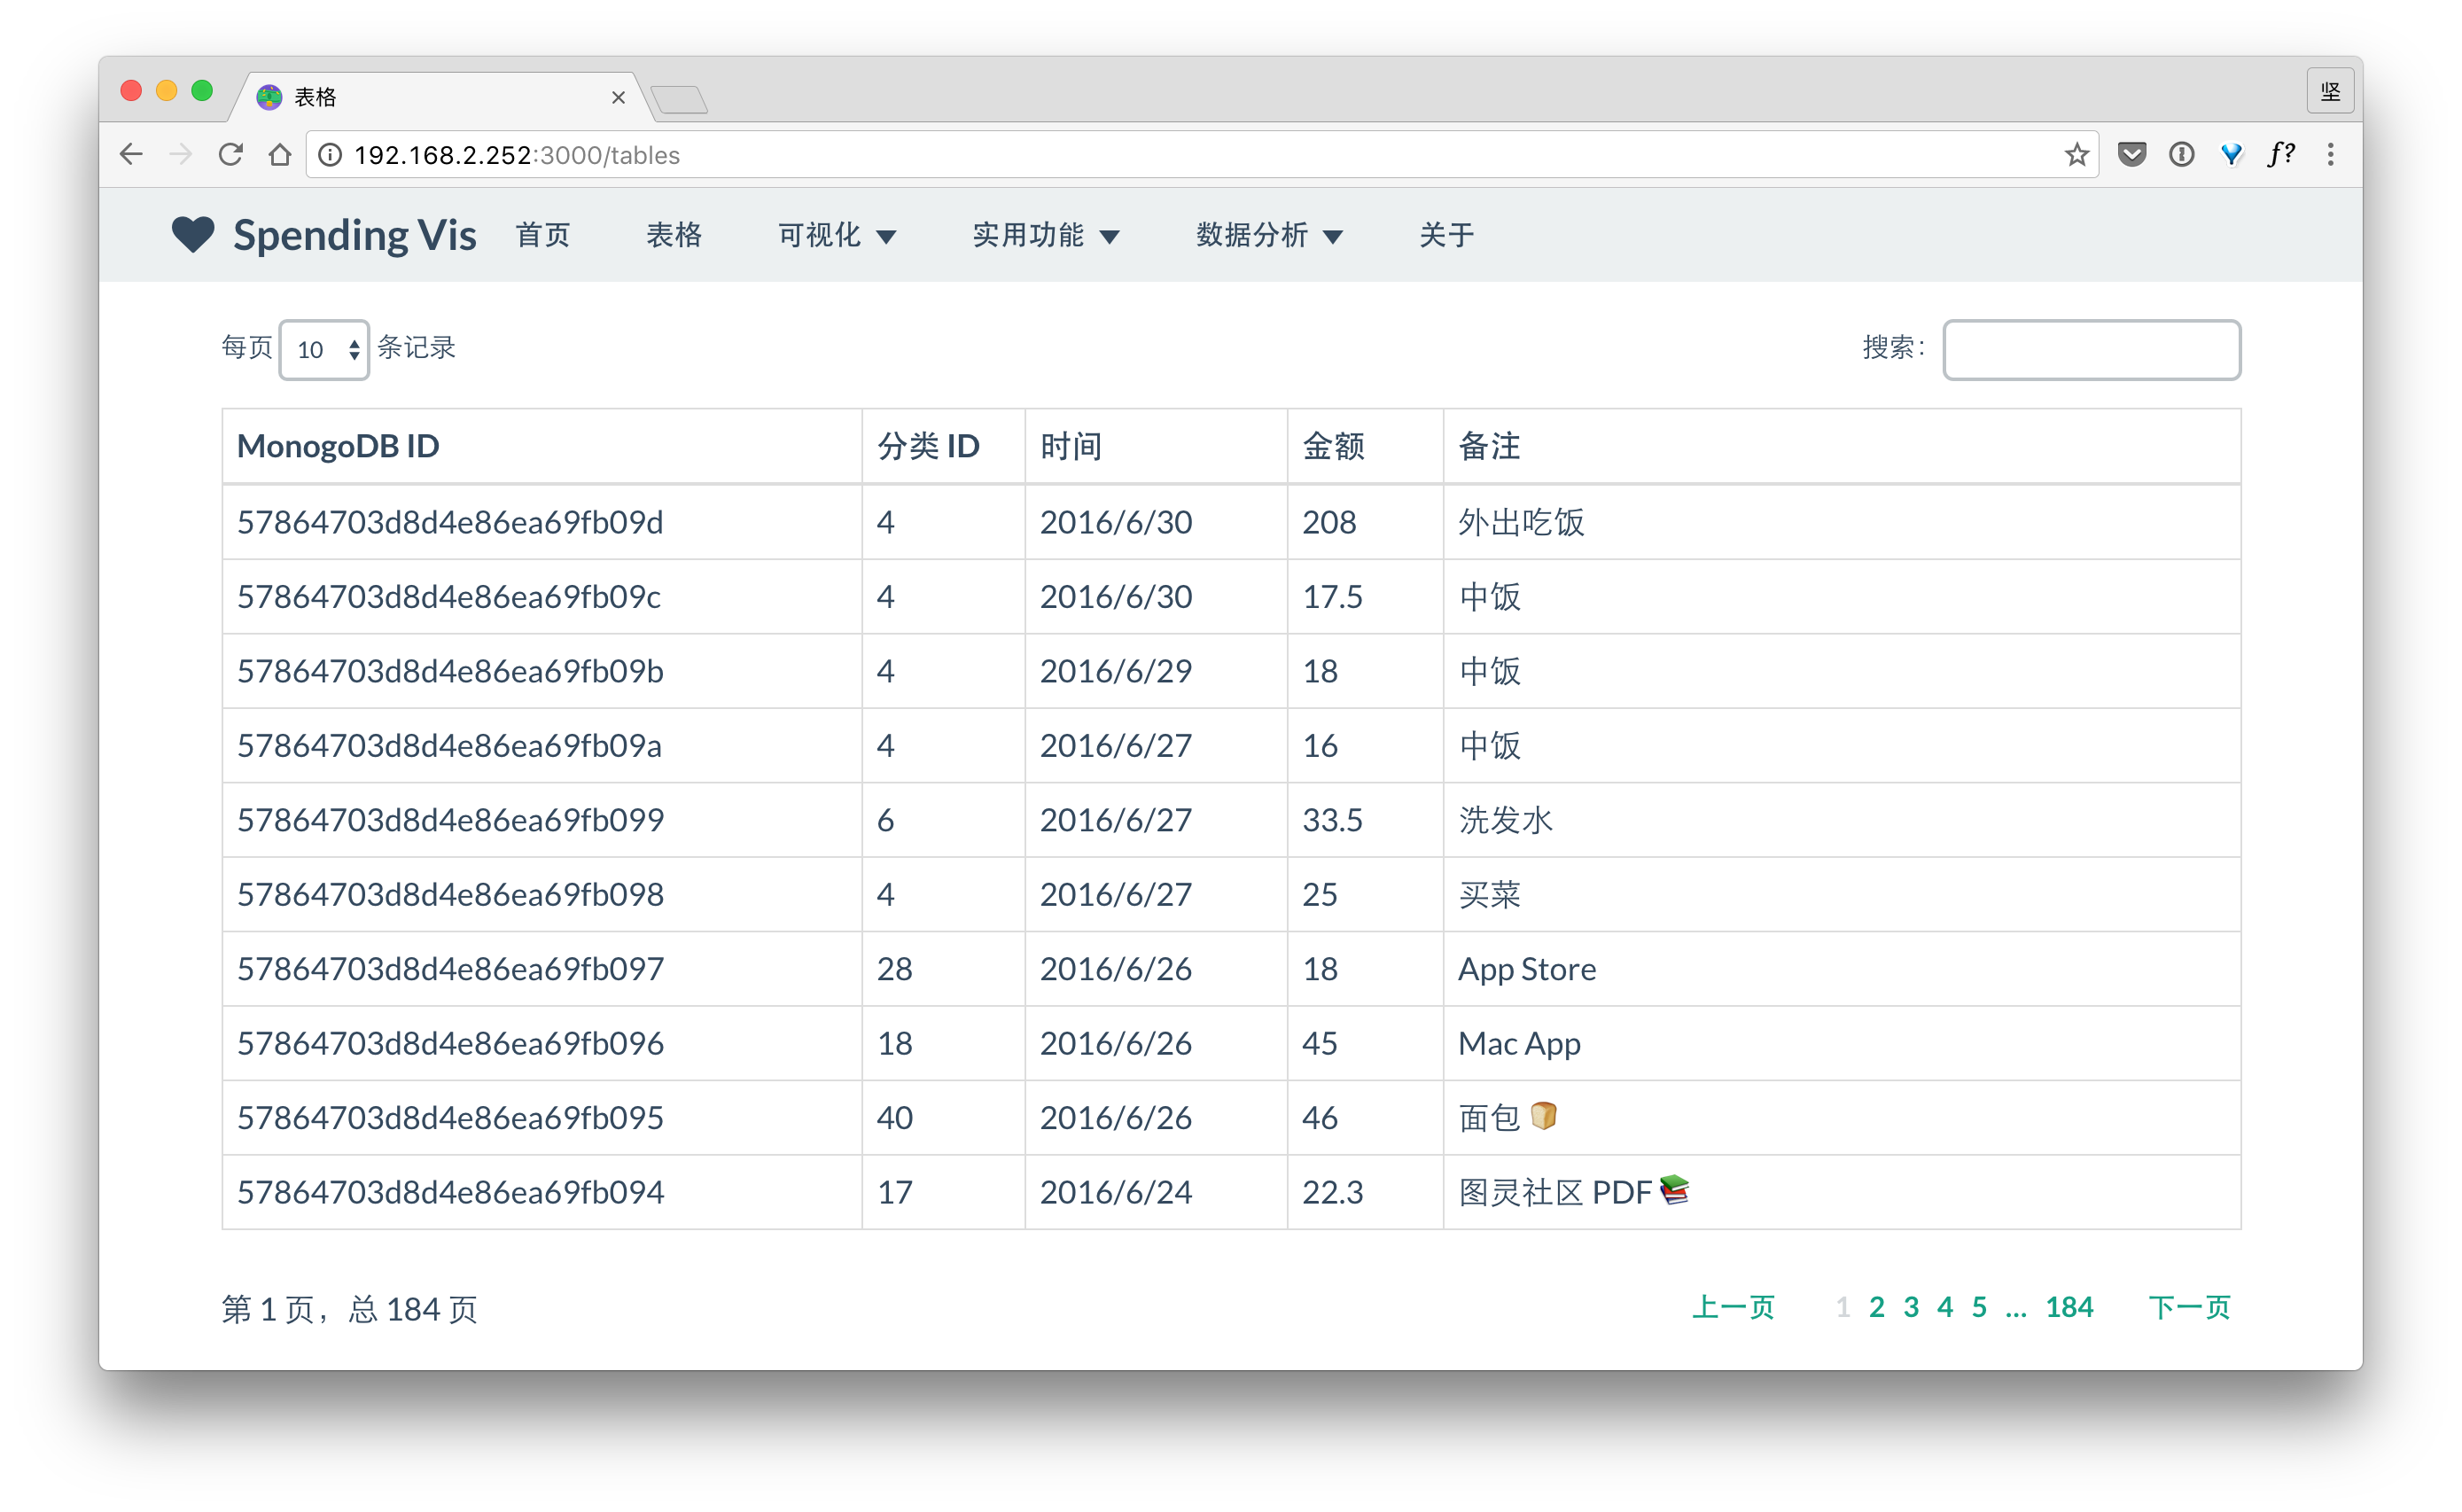 表格
坚
192.168.2.252:3000/tables
f?
Spending Vis 首页 表格 可视化 实用功能 数据分析 关于
每页 10 条记录 搜索：
MonogoDB ID 分类 ID 时间 金额 备注
57864703d8d4e86ea69fb09d 4 2016/6/30 208 外出吃饭
57864703d8d4e86ea69fb09c 4 2016/6/30 17.5 中饭
57864703d8d4e86ea69fb09b 4 2016/6/29 18 中饭
57864703d8d4e86ea69fb09a 4 2016/6/27 16 中饭
57864703d8d4e86ea69fb099 6 2016/6/27 33.5 洗发水
57864703d8d4e86ea69fb098 4 2016/6/27 25 买菜
57864703d8d4e86ea69fb097 28 2016/6/26 18 App Store
57864703d8d4e86ea69fb096 18 2016/6/26 45 Mac App
57864703d8d4e86ea69fb095 40 2016/6/26 46 面包 🍞
57864703d8d4e86ea69fb094 17 2016/6/24 22.3 图灵社区 PDF 📚
第 1 页，总 184 页 上一页 1 2 3 4 5 ... 184 下一页